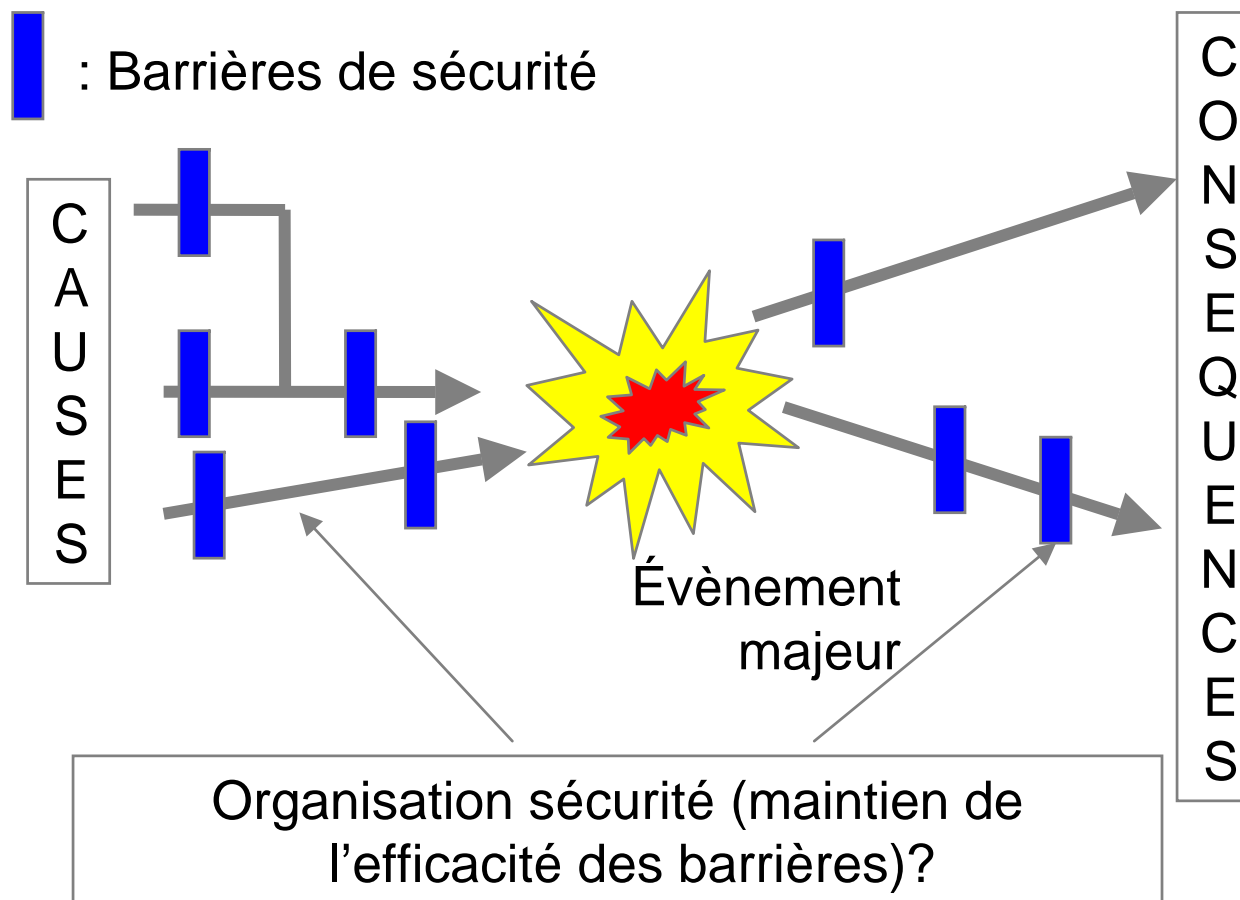 : Barrières de sécurité
C
A
U
S
E
S
C
O
N
S
E
Q
U
E
N
C
E
S
Évènement
majeur
Organisation sécurité (maintien de
l’efficacité des barrières)?